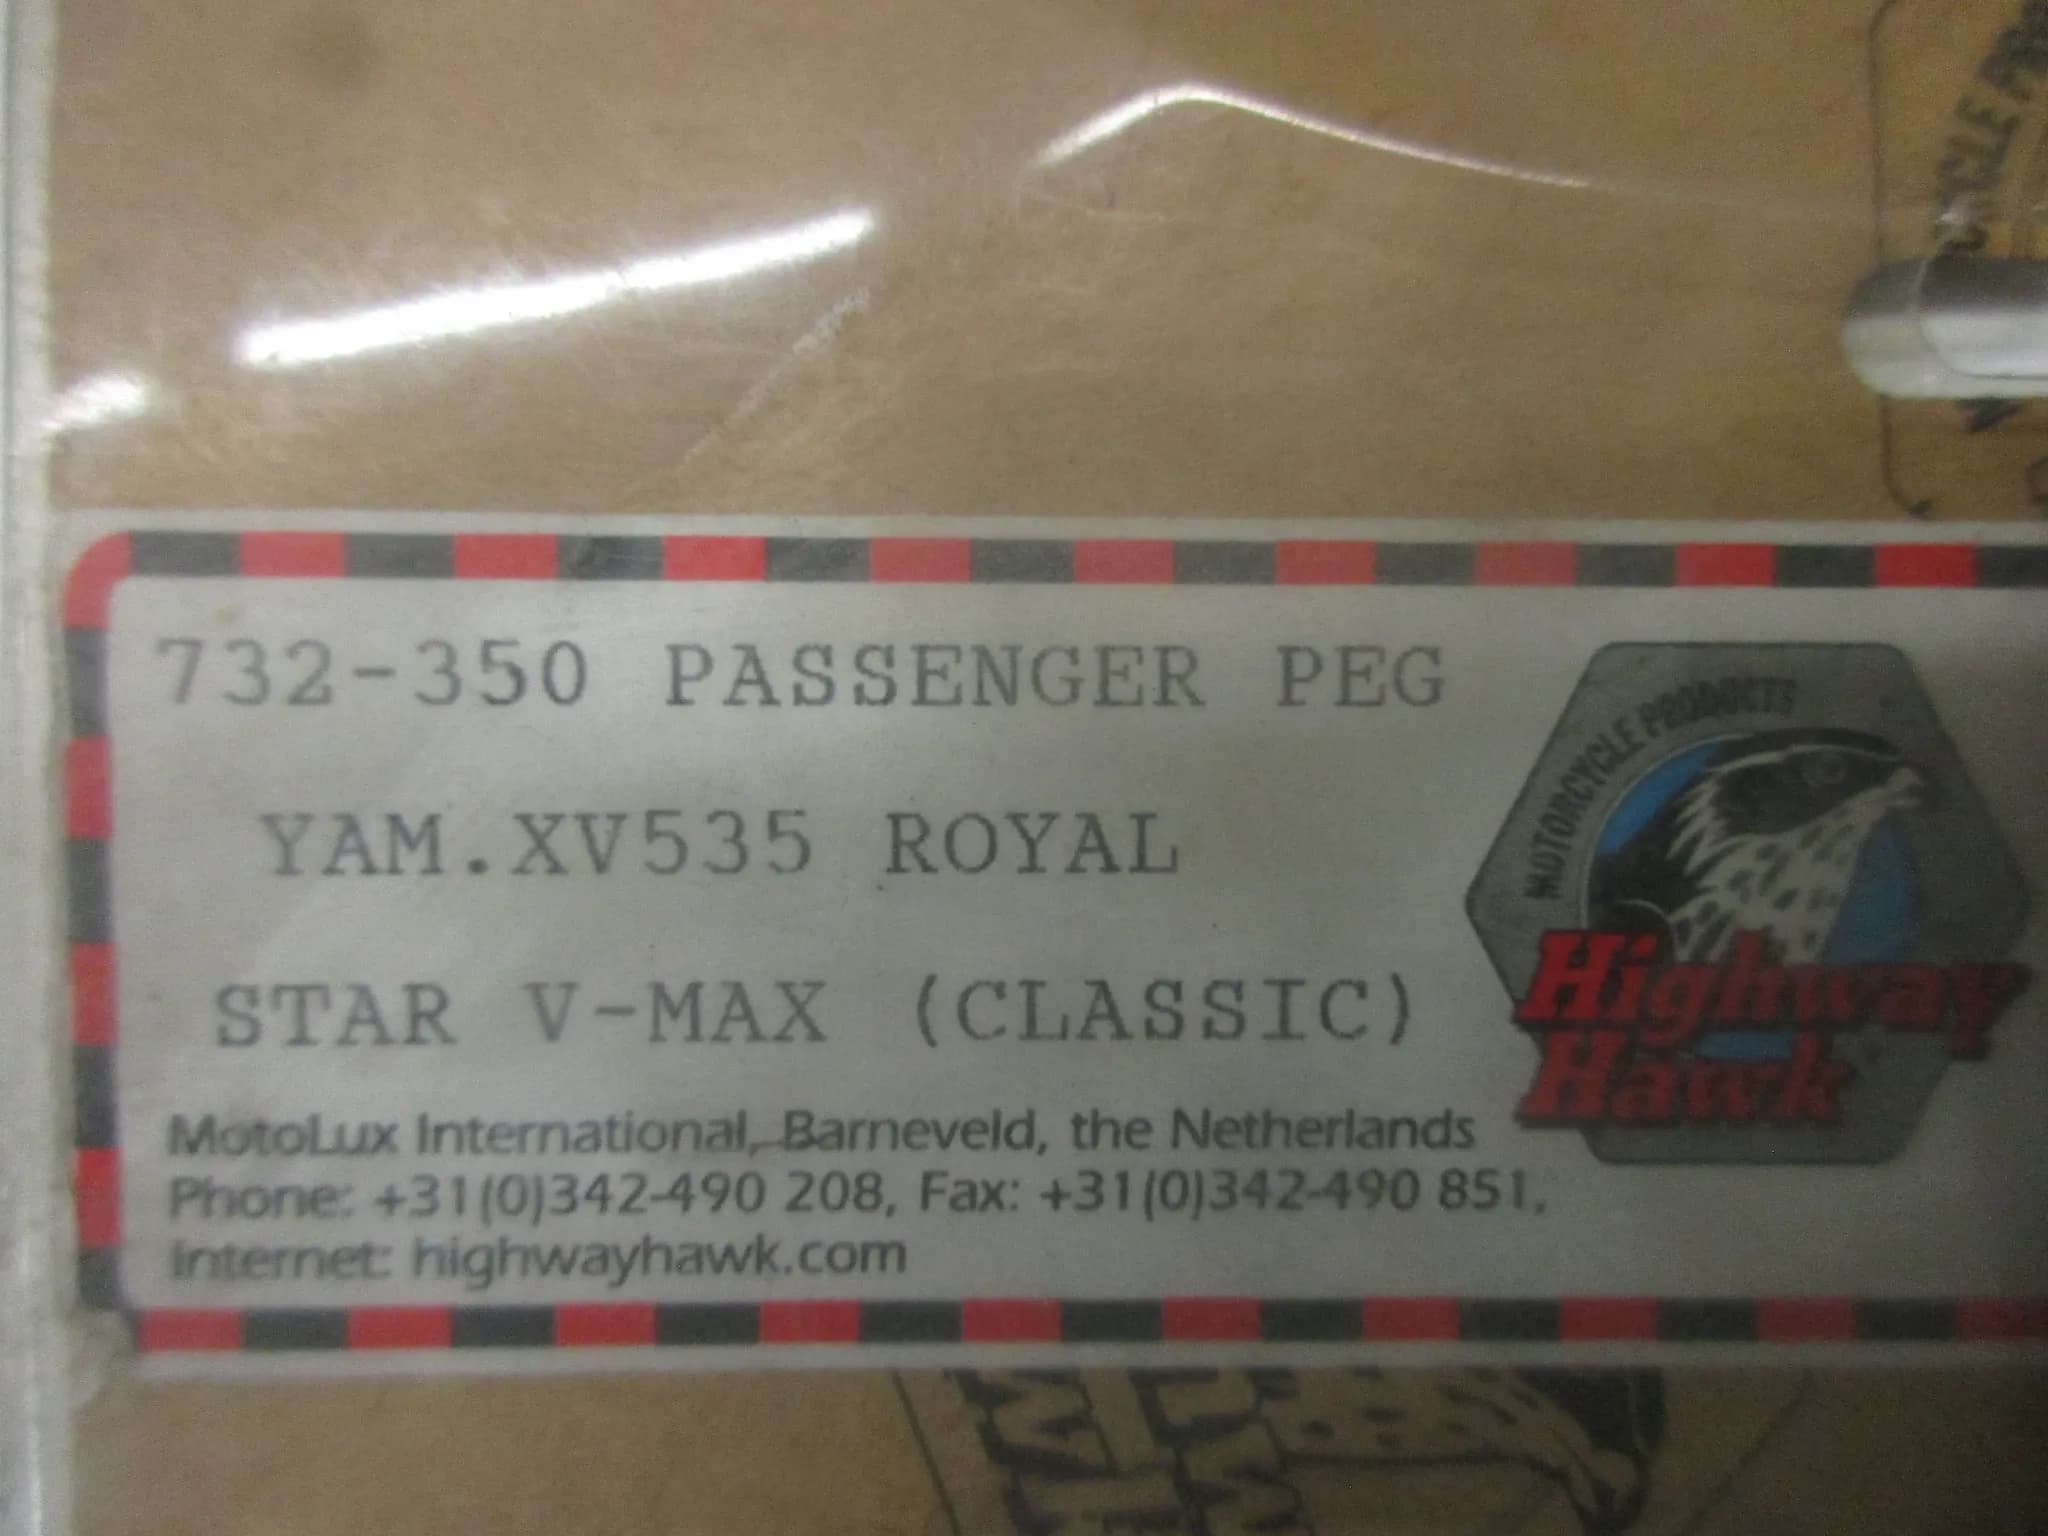 732-350 PASSENGER PEG
YAM.XV535 ROYAL
STAR V-MAX (CLASSIC)
MOTORCYCLE PRODUCTS
Highway
Hawk
MotoLux International, Barneveld, the Netherlands
Phone: +31(0)342-490 208, Fax: +31(0)342-490 851,
Internet: highwayhawk.com